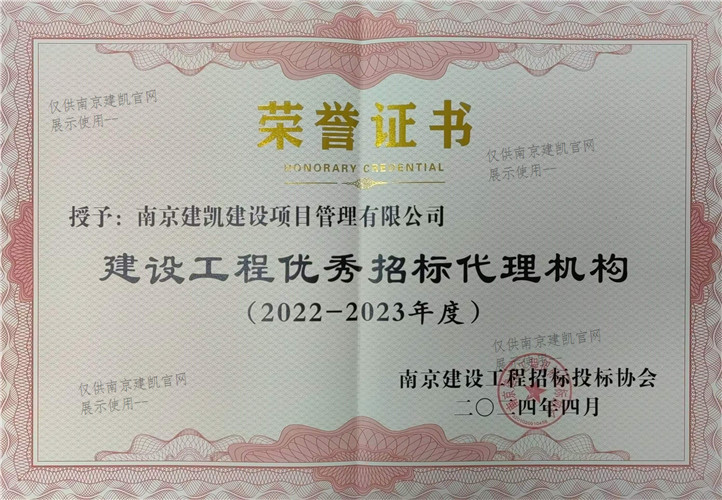 仅供南京建凯官网
展示使用--
荣誉证书
HONORARY CREDENTIAL
仅供南京建凯官网
展示使用--
授予：南京建凯建设项目管理有限公司
建设工程优秀招标代理机构
（2022-2023年度）
仅供南京建凯官网
展示使用--
仅供南京建凯官网
展示使用--
南京建设工程招标投标协会
二〇二四年四月